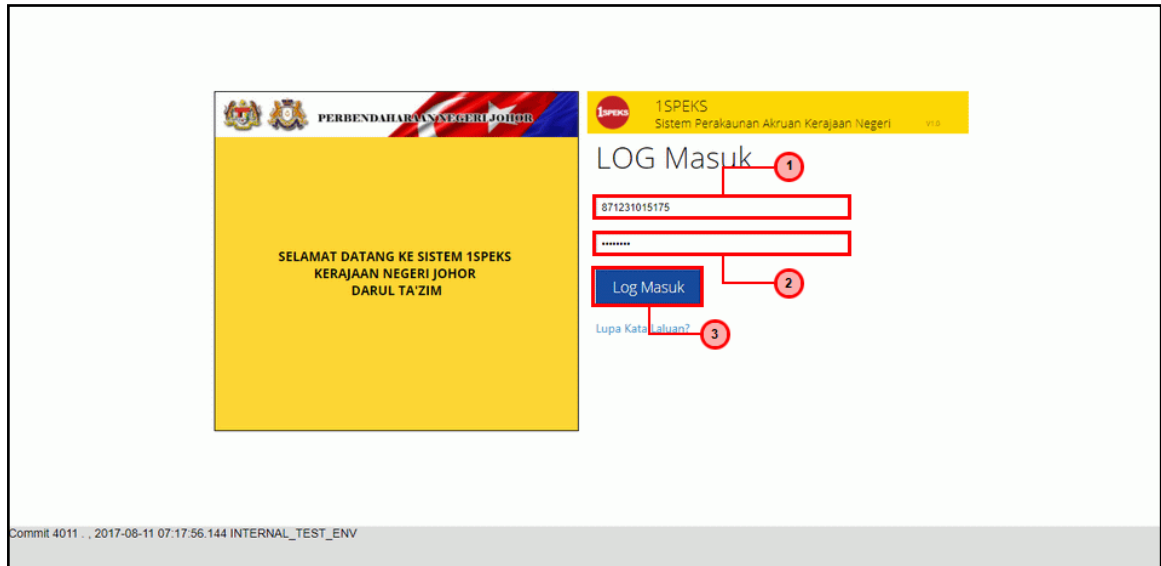 PERBENDAHARAAN NEGERI JOHOR
SELAMAT DATANG KE SISTEM 1SPEKS
KERAJAAN NEGERI JOHOR
DARUL TA'ZIM
1SPEKS
1SPEKS
Sistem Perakaunan Akruan Kerajaan Negeri V1.0
LOG Masuk
1
871231015175
••••••••
2
Log Masuk
Lupa Kata Laluan?
3
Commit 4011 . , 2017-08-11 07:17:56.144 INTERNAL_TEST_ENV